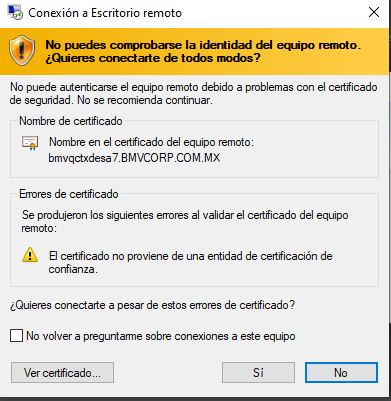 Conexión a Escritorio remoto
No puedes comprobarse la identidad del equipo remoto.
¿Quieres conectarte de todos modos?
No puede autenticarse el equipo remoto debido a problemas con el certificado
de seguridad. No se recomienda continuar.
Nombre de certificado
Nombre en el certificado del equipo remoto:
bmvqctxdesa7.BMVCORP.COM.MX
Errores de certificado
Se produjeron los siguientes errores al validar el certificado del equipo
remoto:
El certificado no proviene de una entidad de certificación de
confianza.
¿Quieres conectarte a pesar de estos errores de certificado?
No volver a preguntarme sobre conexiones a este equipo
Ver certificado...
Sí
No